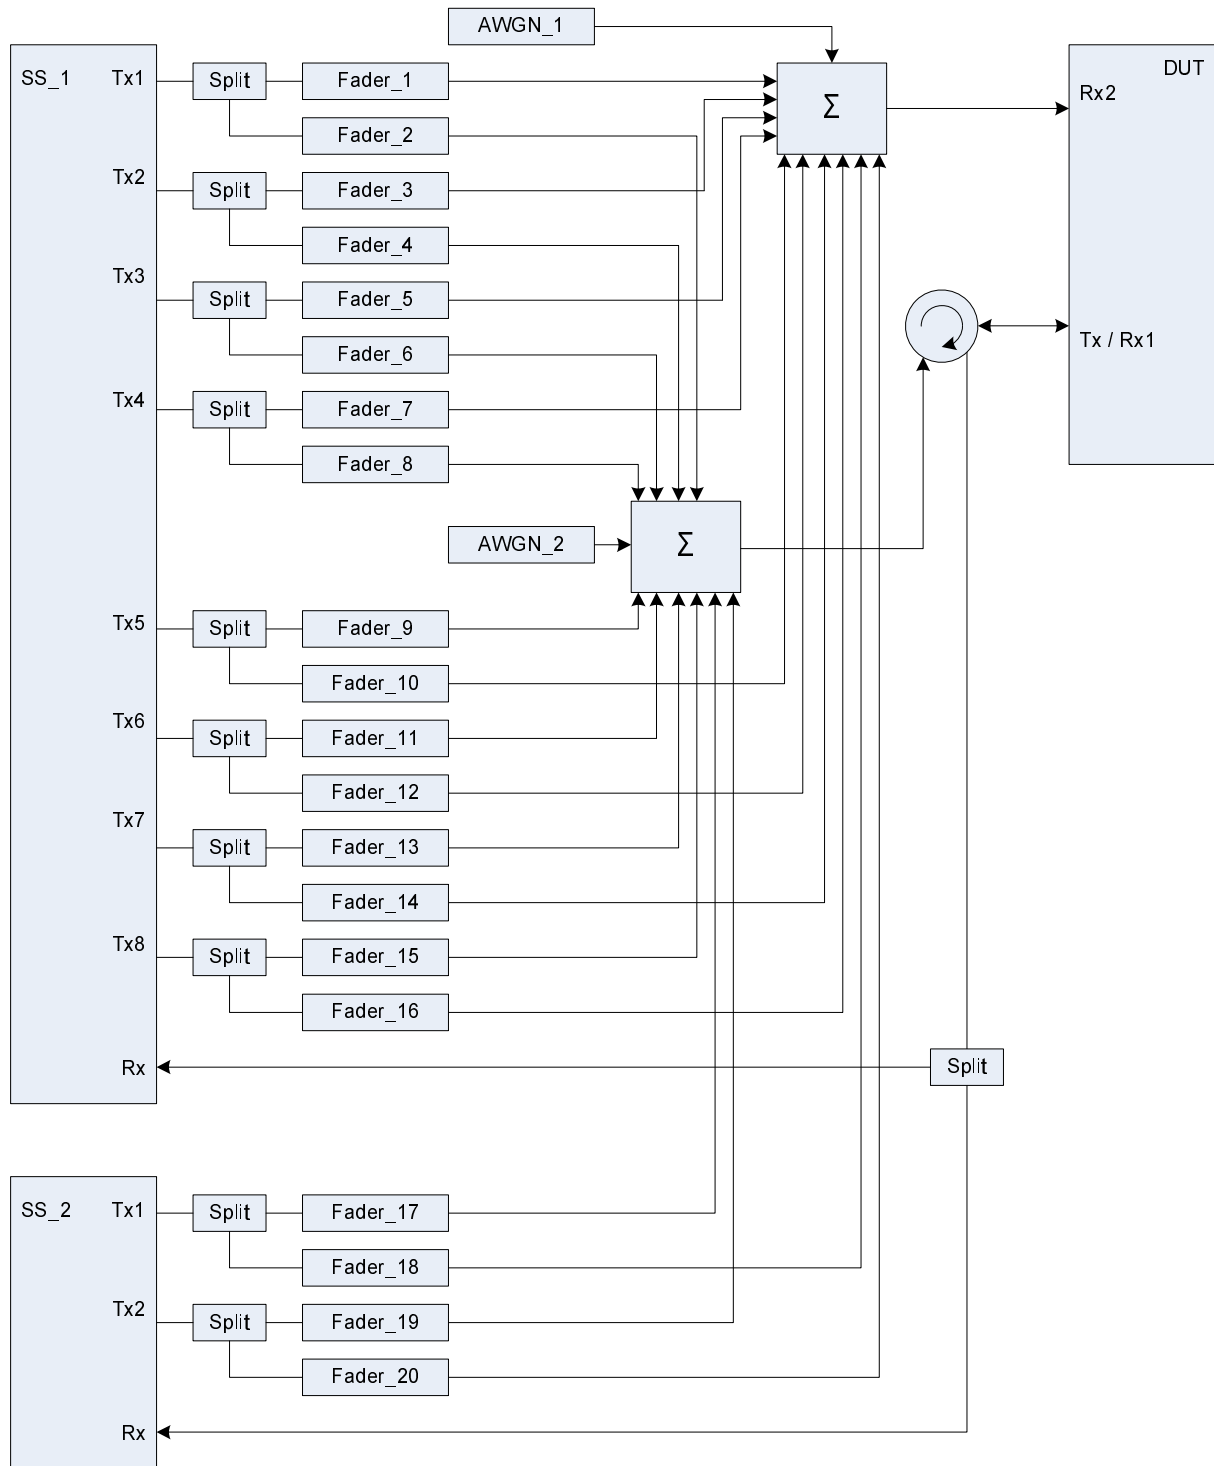 AWGN_1
SS_1 Tx1 Split Fader_1 Σ DUT
Rx2
Fader_2
Tx2 Split Fader_3
Fader_4
Tx3 Split Fader_5
Fader_6
Tx / Rx1
Tx4 Split Fader_7
Fader_8
AWGN_2 Σ
Tx5 Split Fader_9
Fader_10
Tx6 Split Fader_11
Fader_12
Tx7 Split Fader_13
Fader_14
Tx8 Split Fader_15
Fader_16
Rx Split
SS_2 Tx1 Split Fader_17
Fader_18
Tx2 Split Fader_19
Fader_20
Rx